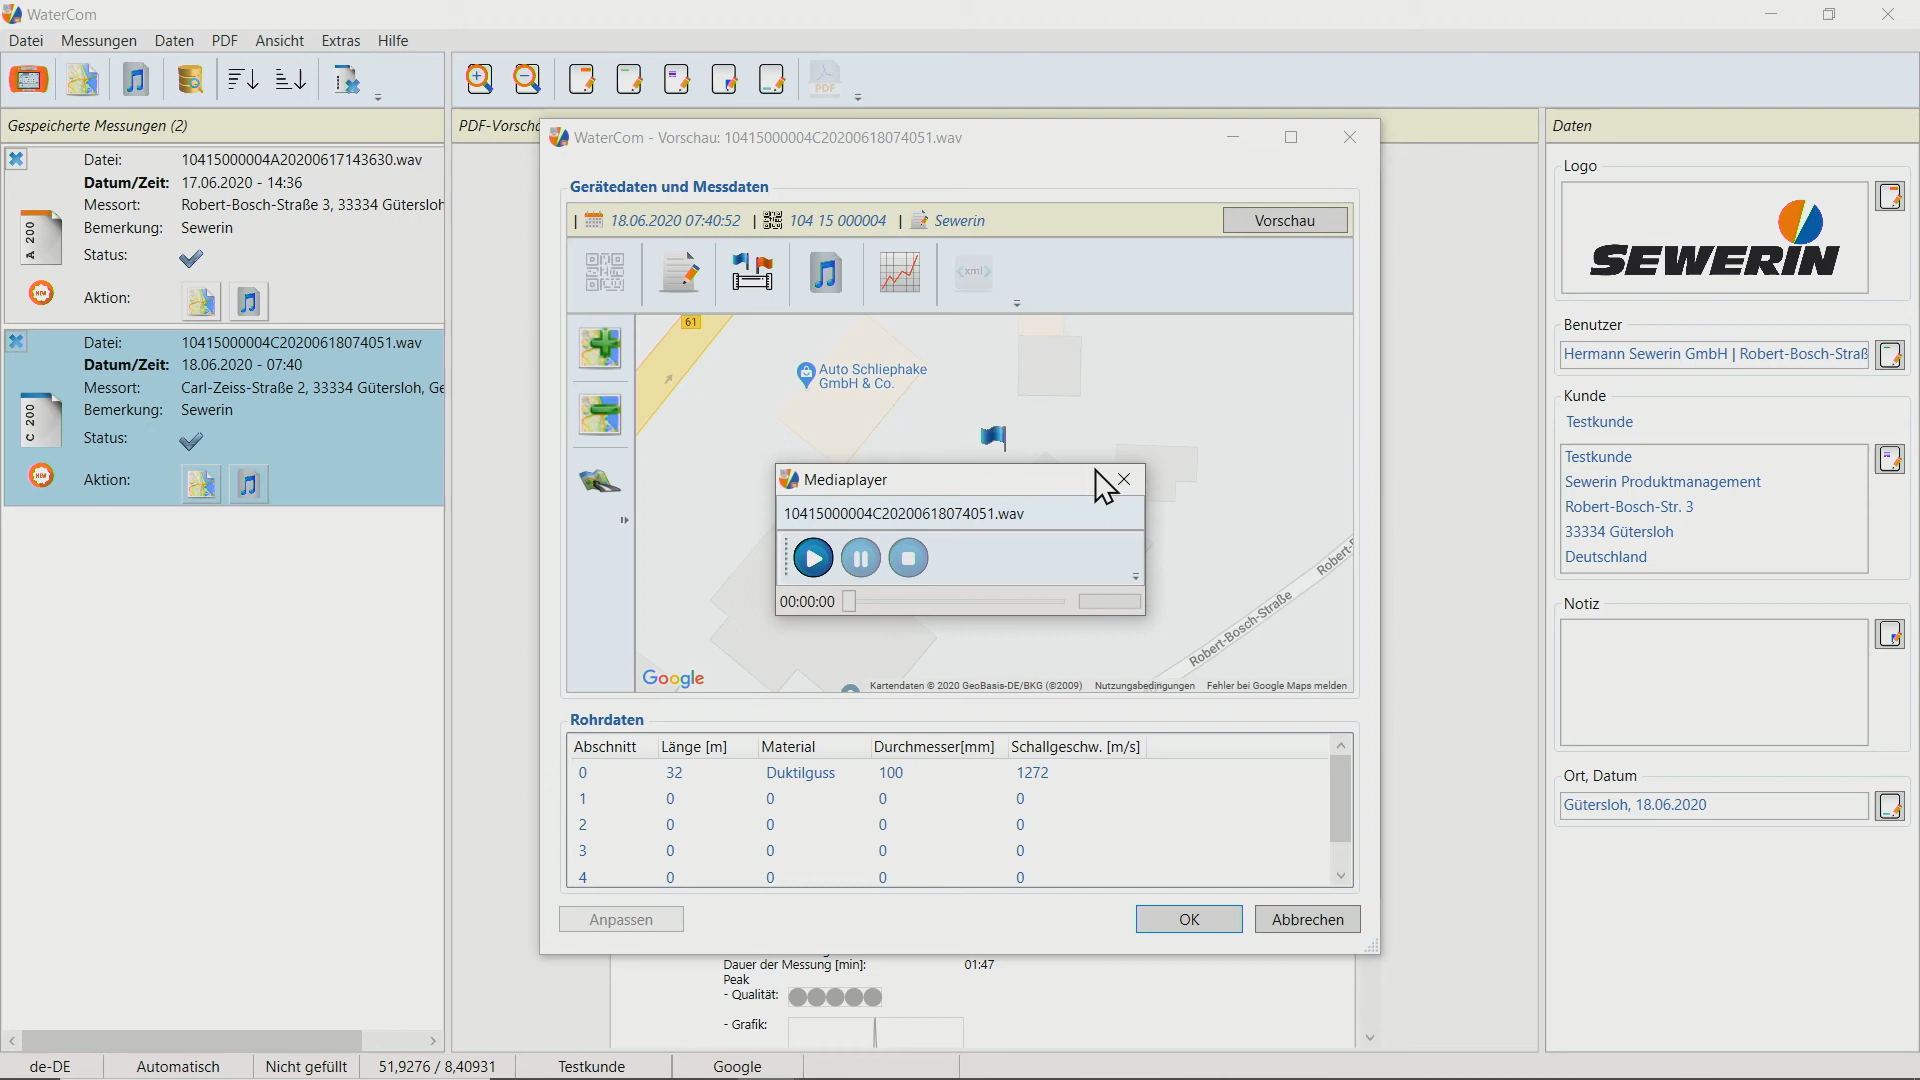 WaterCom
Datei Messungen Daten PDF Ansicht Extras Hilfe
PDF
Gespeicherte Messungen (2)
Datei: 10415000004A20200617143630.wav
Datum/Zeit: 17.06.2020 - 14:36
Messort: Robert-Bosch-Straße 3, 33334 Gütersloh
Bemerkung: Sewerin
Status:
A 200
NEW
Aktion:
Datei: 10415000004C20200618074051.wav
Datum/Zeit: 18.06.2020 - 07:40
Messort: Carl-Zeiss-Straße 2, 33334 Gütersloh, Ge
Bemerkung: Sewerin
Status:
C 200
NEW
Aktion:
PDF-Vorscha
WaterCom - Vorschau: 10415000004C20200618074051.wav
Gerätedaten und Messdaten
| 18.06.2020 07:40:52 | 104 15 000004 | Sewerin
Vorschau
<xml>
61
Auto Schliephake
GmbH & Co.
Mediaplayer
10415000004C20200618074051.wav
00:00:00
Robert-Bosch-Straße
Robert-
Google
Kartendaten © 2020 GeoBasis-DE/BKG (©2009) Nutzungsbedingungen Fehler bei Google Maps melden
Rohrdaten
Abschnitt Länge [m] Material Durchmesser[mm] Schallgeschw. [m/s]
0 32 Duktilguss 100 1272
1 0 0 0 0
2 0 0 0 0
3 0 0 0 0
4 0 0 0 0
Anpassen OK Abbrechen
Dauer der Messung [min]: 01:47
Peak
- Qualität:
- Grafik:
Daten
Logo
SEWERIN
Benutzer
Hermann Sewerin GmbH | Robert-Bosch-Straß
Kunde
Testkunde
Testkunde
Sewerin Produktmanagement
Robert-Bosch-Str. 3
33334 Gütersloh
Deutschland
Notiz
Ort, Datum
Gütersloh, 18.06.2020
de-DE Automatisch Nicht gefüllt 51,9276 / 8,40931 Testkunde Google